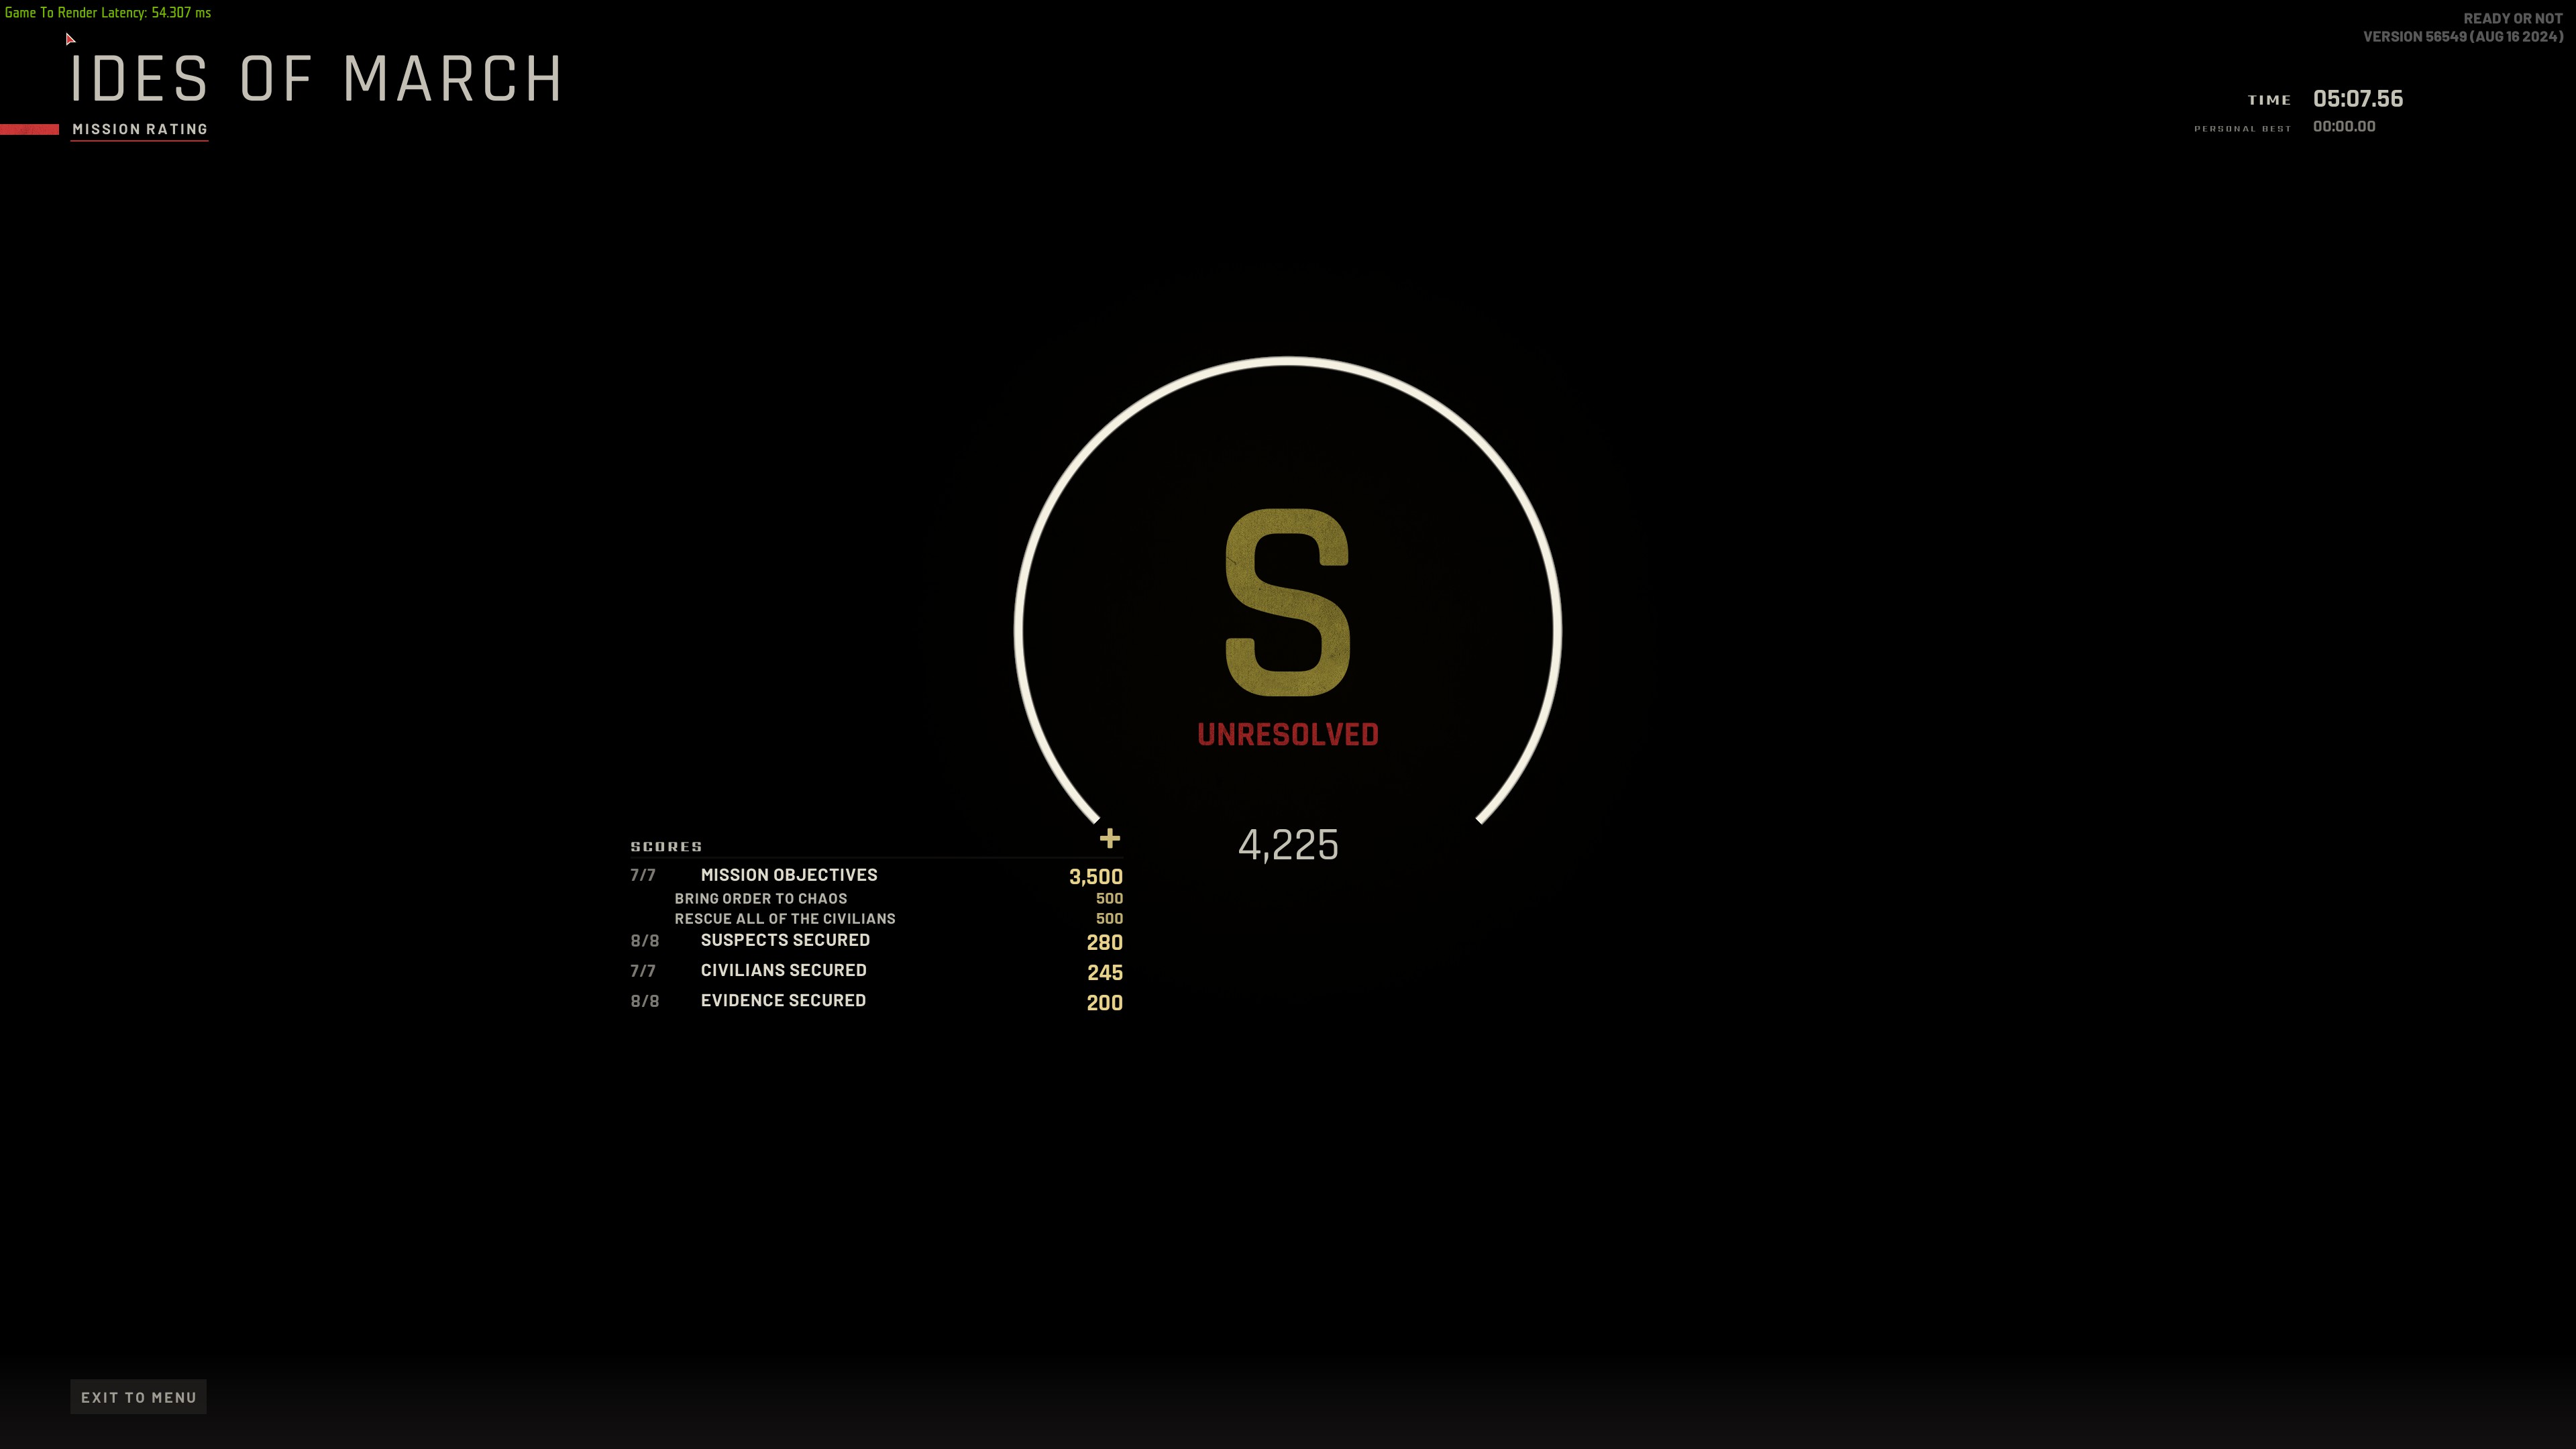 Game To Render Latency: 54.307 ms
READY OR NOT
VERSION 56549 (AUG 16 2024)
IDES OF MARCH
MISSION RATING
TIME 05:07.56
PERSONAL BEST 00:00.00
S
UNRESOLVED
4,225
SCORES +
7/7 MISSION OBJECTIVES 3,500
BRING ORDER TO CHAOS 500
RESCUE ALL OF THE CIVILIANS 500
8/8 SUSPECTS SECURED 280
7/7 CIVILIANS SECURED 245
8/8 EVIDENCE SECURED 200
EXIT TO MENU